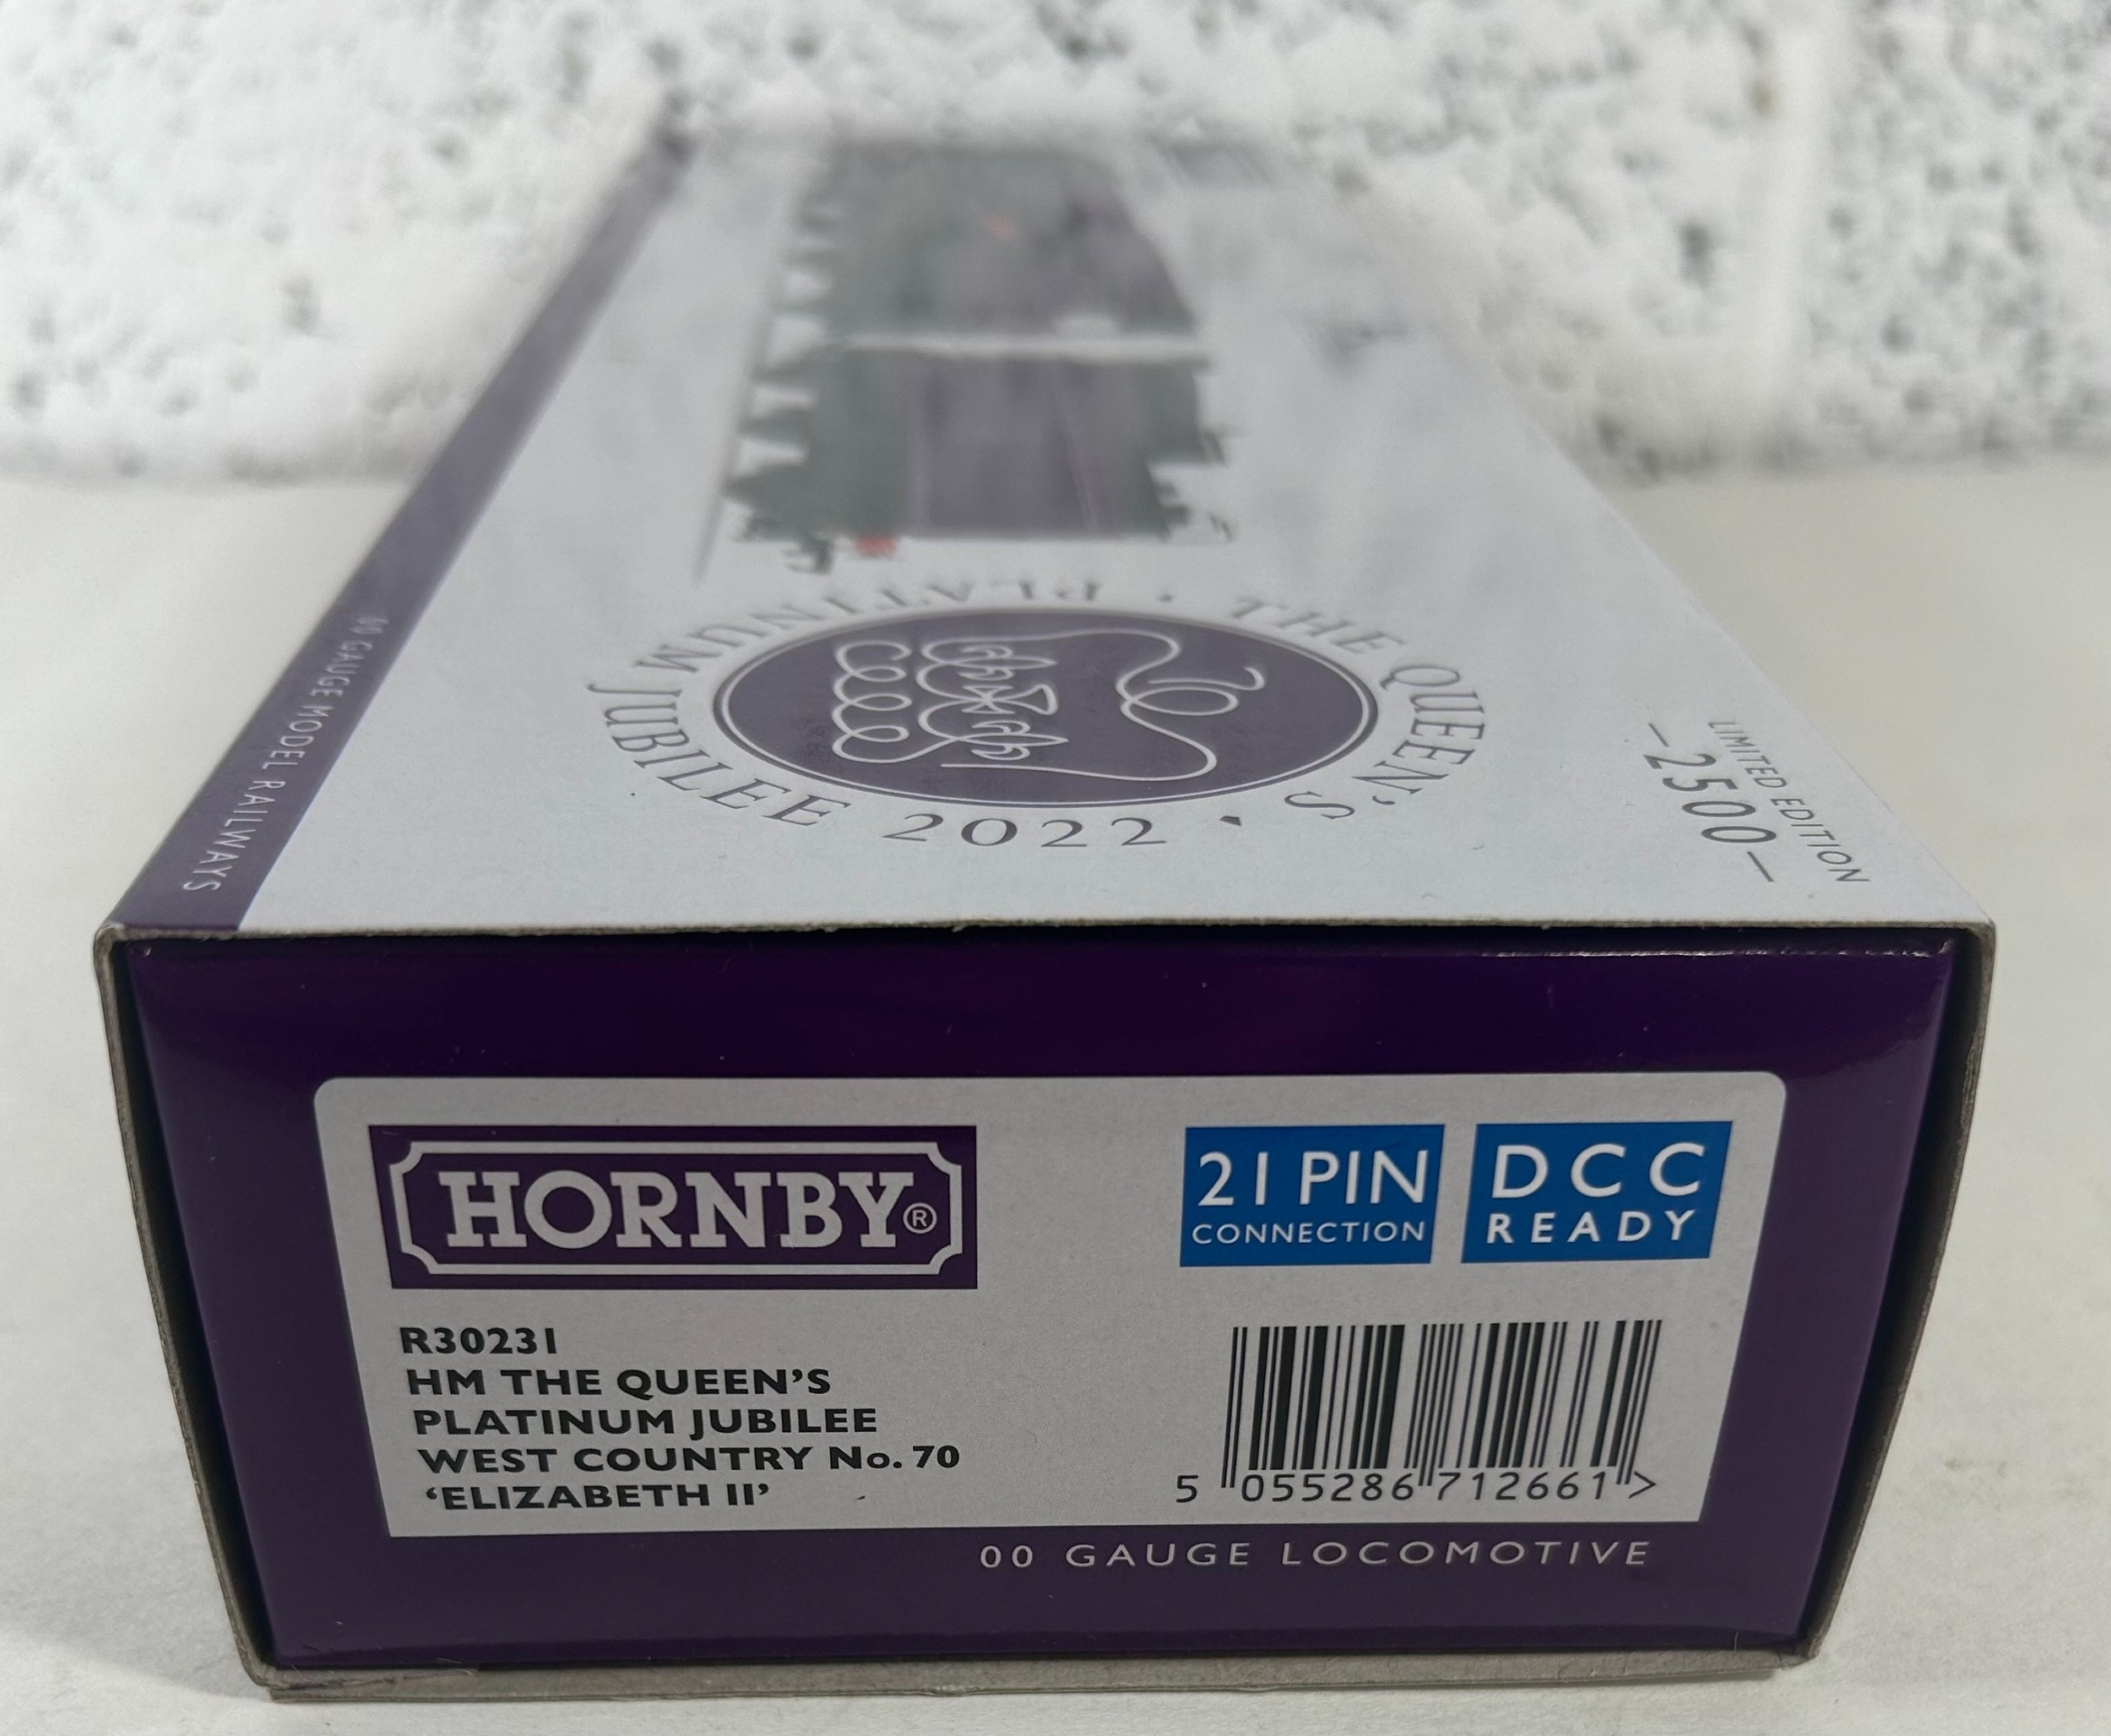 00 GAUGE MODEL RAILWAYS
THE QUEEN'S • PLATINUM JUBILEE 2022 •
LIMITED EDITION
–2500–
HORNBY®
21 PIN
CONNECTION
DCC
READY
R30231
HM THE QUEEN’S
PLATINUM JUBILEE
WEST COUNTRY No. 70
‘ELIZABETH II’
5 055286 712661 >
00 GAUGE LOCOMOTIVE